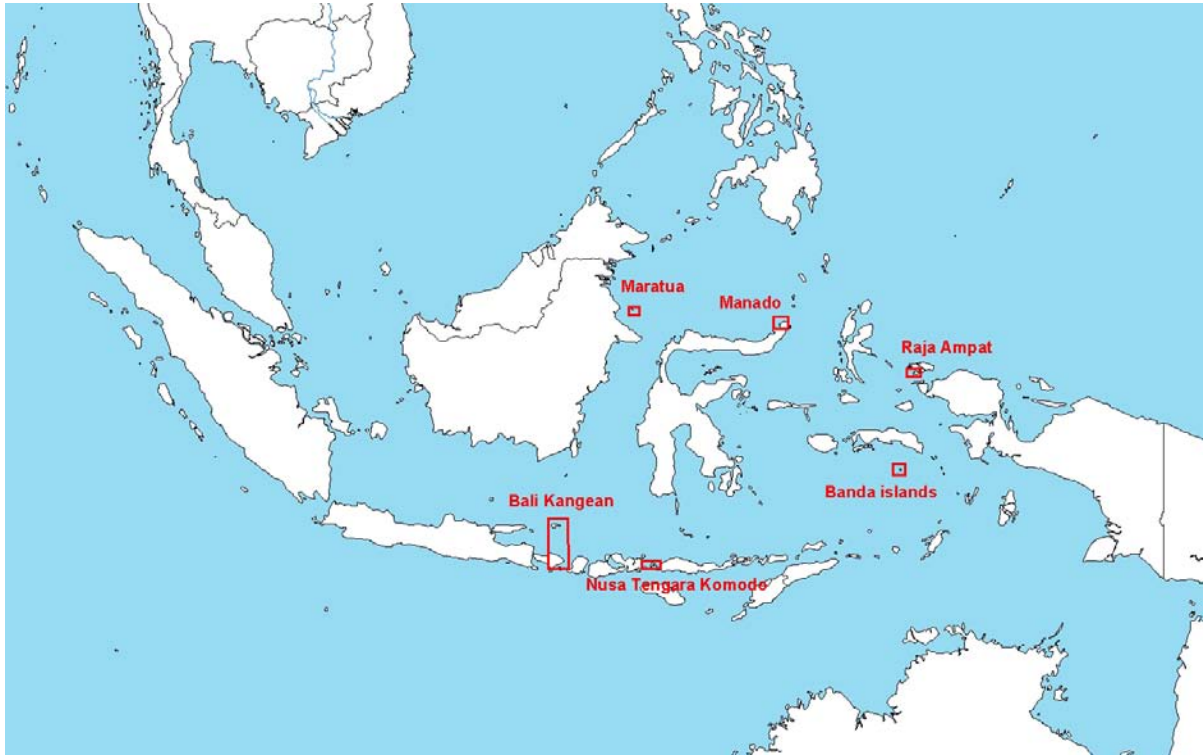 Maratua
Manado
Raja Ampat
Banda islands
Bali Kangean
Nusa Tengara Komodo